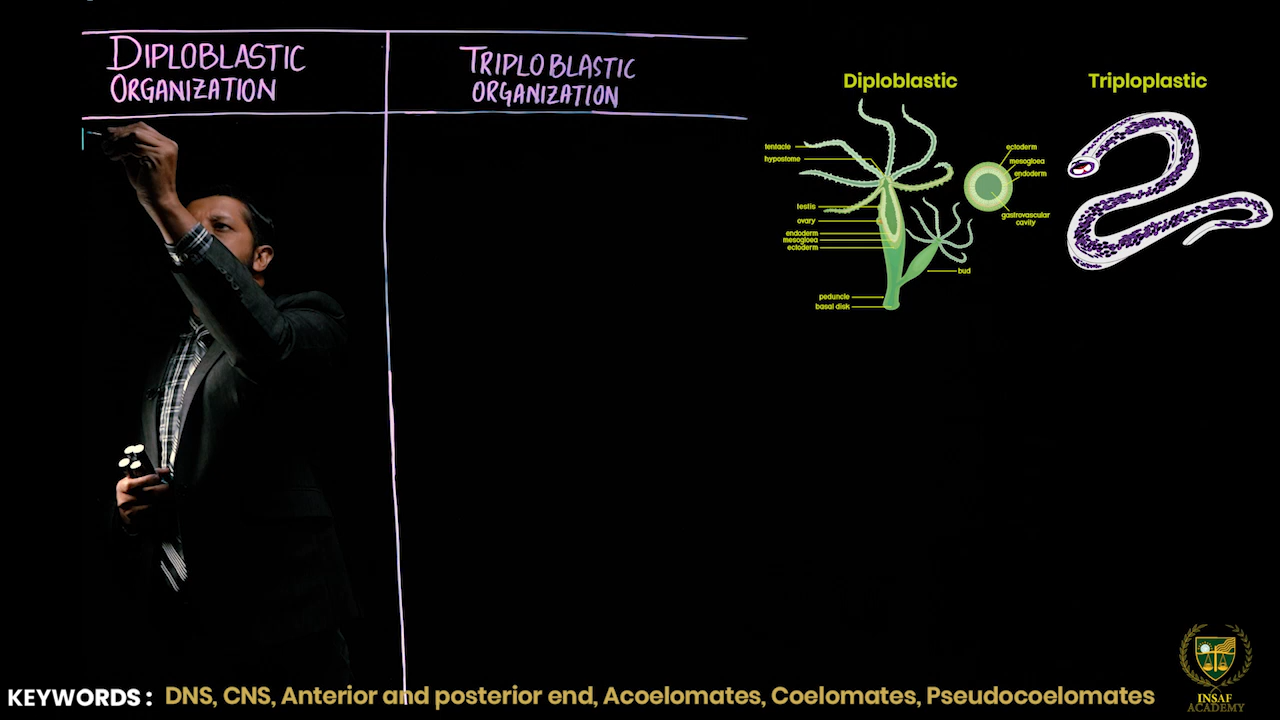 DIPLOBLASTIC
ORGANIZATION
TRIPLOBLASTIC
ORGANIZATION
Diploblastic
Triploplastic
tentacle
hypostome
testis
ovary
endoderm
mesogloea
ectoderm
peduncle
basal disk
bud
ectoderm
mesogloea
endoderm
gastrovascular
cavity
KEYWORDS : DNS, CNS, Anterior and posterior end, Acoelomates, Coelomates, Pseudocoelomates
INSAF
ACADEMY